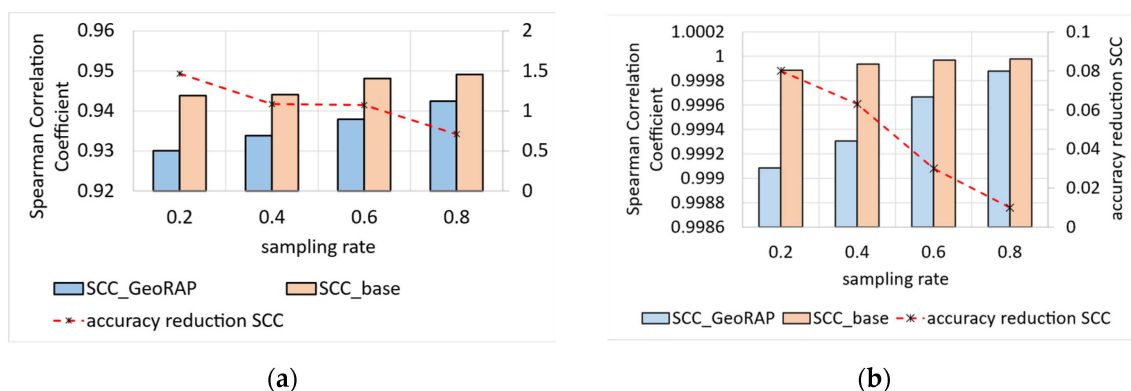 0.96
0.95
0.94
0.93
0.92
Spearman Correlation
Coefficient
2
1.5
1
0.5
0
0.2 0.4 0.6 0.8
sampling rate
SCC_GeoRAP SCC_base
accuracy reduction SCC
(a)
1.0002
1
0.9998
0.9996
0.9994
0.9992
0.999
0.9988
0.9986
Spearman Correlation
Coefficient
0.1
0.08
0.06
0.04
0.02
0
accuracy reduction SCC
0.2 0.4 0.6 0.8
sampling rate
SCC_GeoRAP SCC_base accuracy reduction SCC
(b)